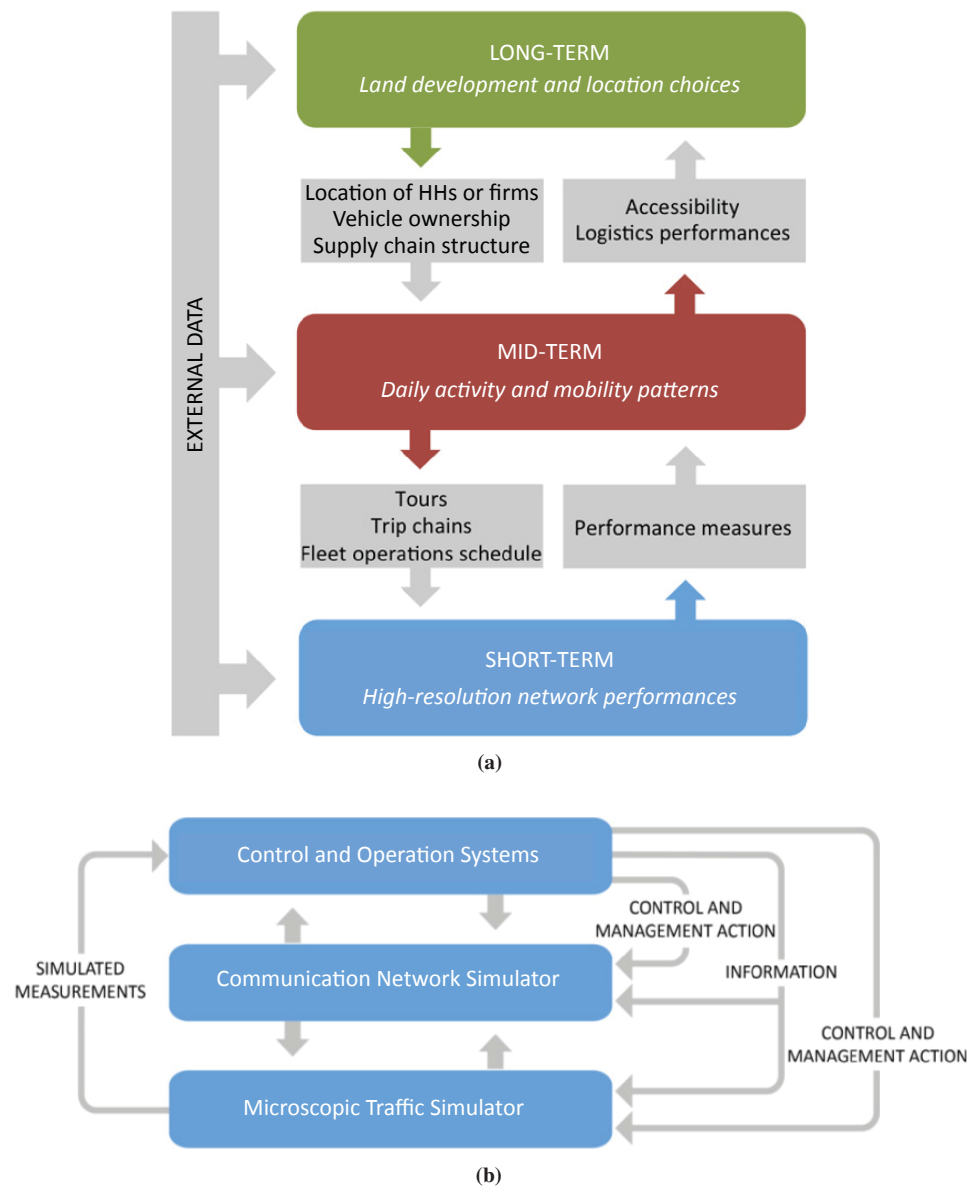 LONG-TERM
Land development and location choices
Location of HHs or firms
Vehicle ownership
Supply chain structure
Accessibility
Logistics performances
EXTERNAL DATA
MID-TERM
Daily activity and mobility patterns
Tours
Trip chains
Fleet operations schedule
Performance measures
SHORT-TERM
High-resolution network performances
(a)
Control and Operation Systems
CONTROL AND
MANAGEMENT ACTION
SIMULATED
MEASUREMENTS
Communication Network Simulator
INFORMATION
CONTROL AND
MANAGEMENT ACTION
Microscopic Traffic Simulator
(b)